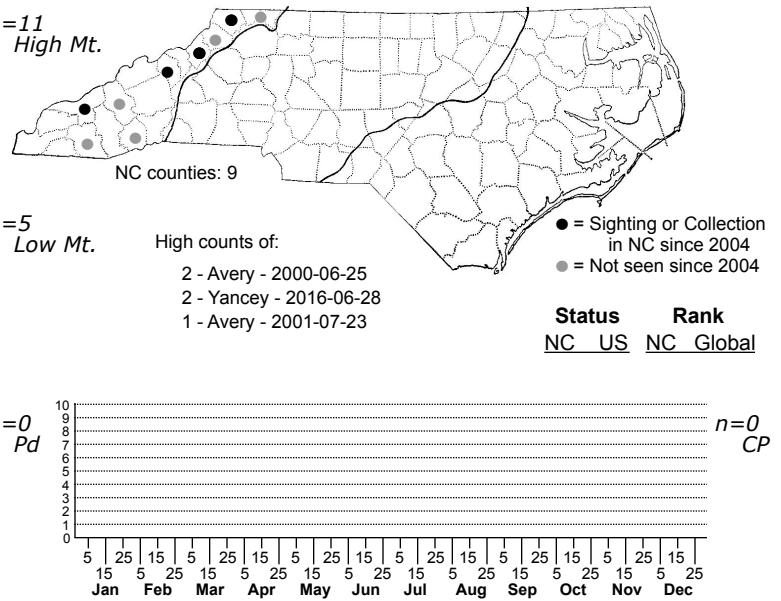 =11
High Mt.
NC counties: 9
=5
Low Mt.
High counts of:
2 - Avery - 2000-06-25
2 - Yancey - 2016-06-28
1 - Avery - 2001-07-23
= Sighting or Collection
in NC since 2004
= Not seen since 2004
Status Rank
NC US NC Global
=0
Pd
n=0
CP
10
9
8
7
6
5
4
3
2
1
0
5 25 15 5 25 15 5 25 15 5 25 15 5 25 15 5 25 15
15 5 25 15 5 25 15 5 25 15 5 25 15 5 25 15 5 25
Jan Feb Mar Apr May Jun Jul Aug Sep Oct Nov Dec